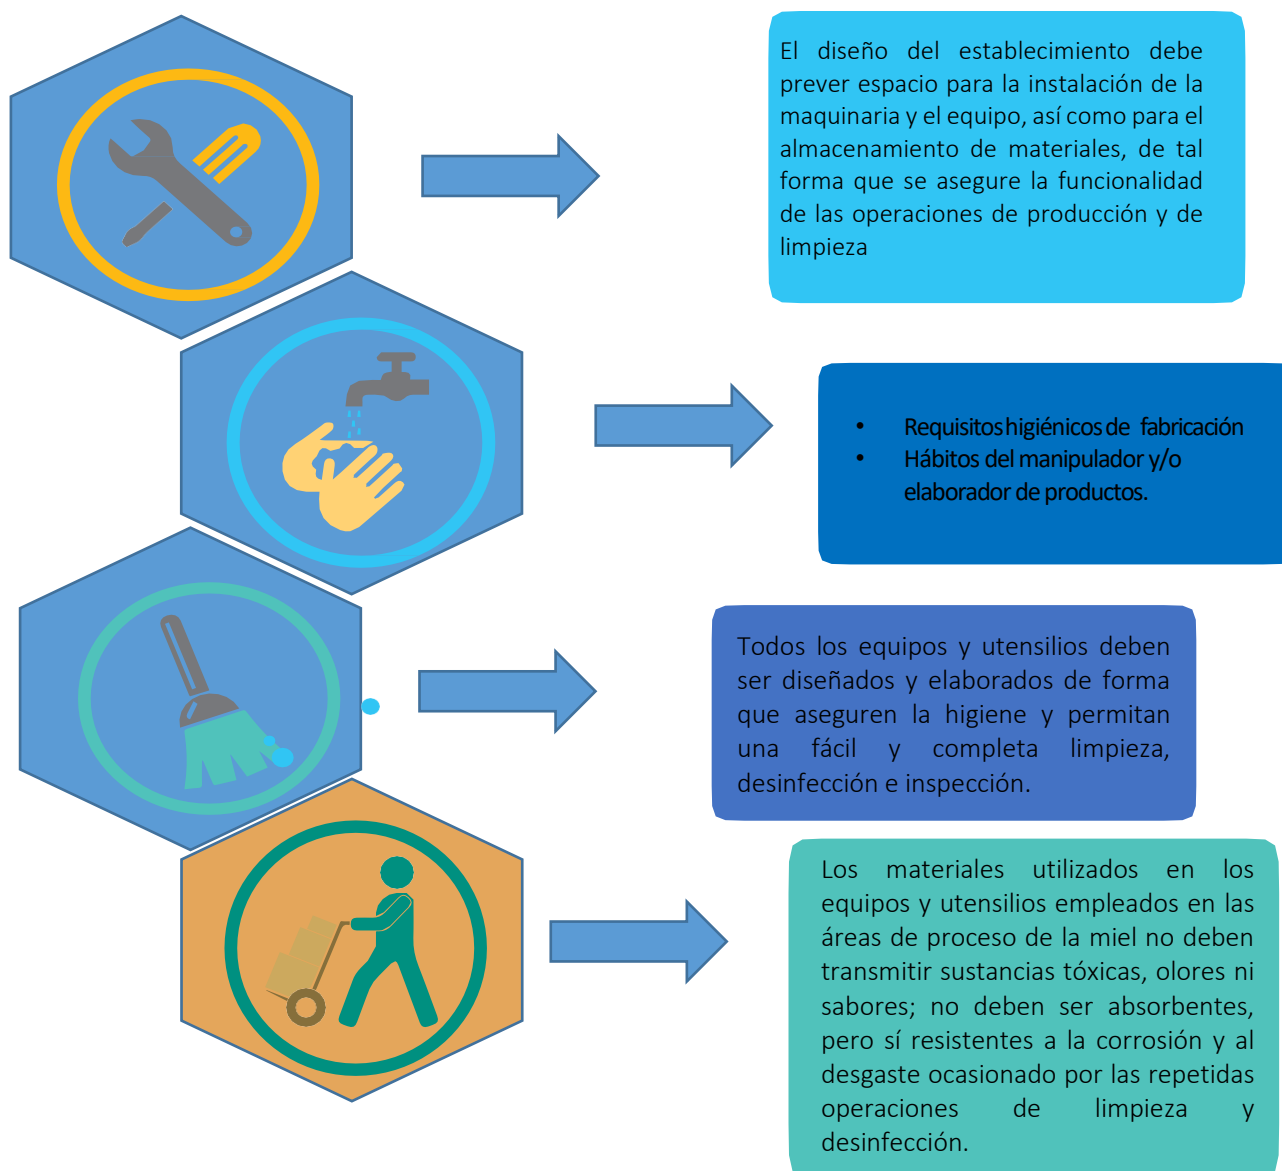 El diseño del establecimiento debe
prever espacio para la instalación de la
maquinaria y el equipo, así como para el
almacenamiento de materiales, de tal
forma que se asegure la funcionalidad
de las operaciones de producción y de
limpieza
• Requisitos higiénicos de fabricación
• Hábitos del manipulador y/o
elaborador de productos.
Todos los equipos y utensilios deben
ser diseñados y elaborados de forma
que aseguren la higiene y permitan
una fácil y completa limpieza,
desinfección e inspección.
Los materiales utilizados en los
equipos y utensilios empleados en las
áreas de proceso de la miel no deben
transmitir sustancias tóxicas, olores ni
sabores; no deben ser absorbentes,
pero sí resistentes a la corrosión y al
desgaste ocasionado por las repetidas
operaciones de limpieza y
desinfección.